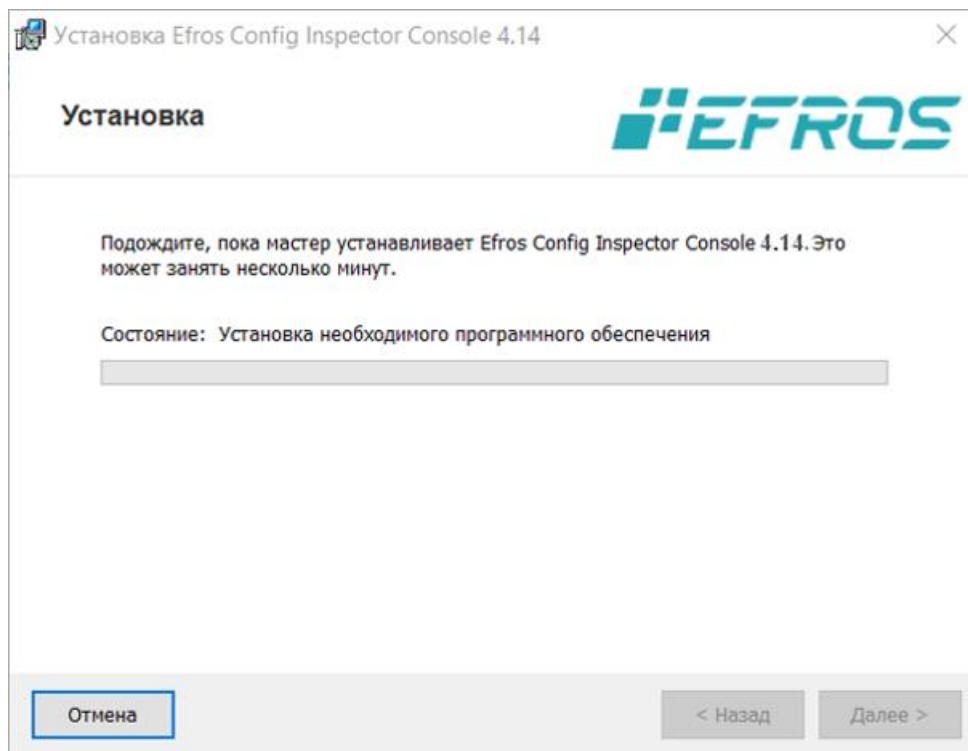 Установка Efros Config Inspector Console 4.14
Установка
EFROS
Подождите, пока мастер устанавливает Efros Config Inspector Console 4.14. Это
может занять несколько минут.
Состояние: Установка необходимого программного обеспечения
Отмена
< Назад
Далее >